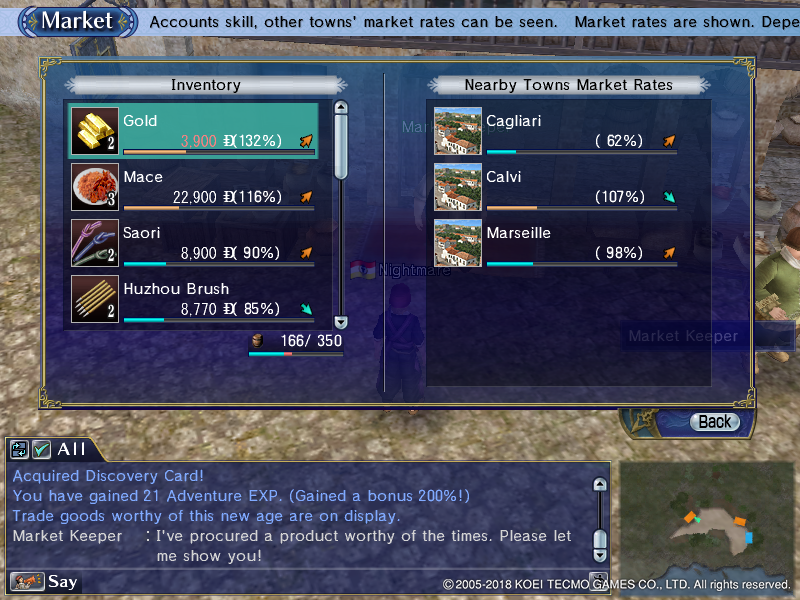 Market
Accounts skill, other towns' market rates can be seen. Market rates are shown. Depe
Inventory
Nearby Towns Market Rates
Gold
2
3,900 D(132%)
Mace
3
22,900 D(116%)
Saori
2
8,900 D( 90%)
Huzhou Brush
2
8,770 D( 85%)
166/ 350
Cagliari
( 62%)
Calvi
(107%)
Marseille
( 98%)
Nightmare
Market Keeper
Back
All
Acquired Discovery Card!
You have gained 21 Adventure EXP. (Gained a bonus 200%!)
Trade goods worthy of this new age are on display.
Market Keeper : I've procured a product worthy of the times. Please let
me show you!
Say
© 2005-2018 KOEI TECMO GAMES CO., LTD. All rights reserved.